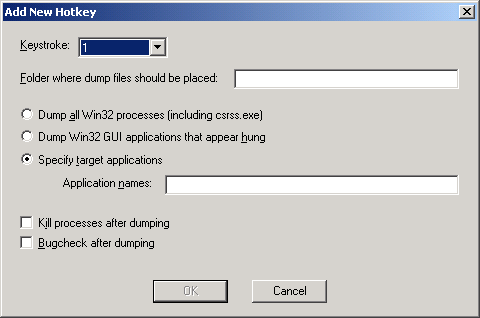 Add New Hotkey
Keystroke: 1
Folder where dump files should be placed:
Dump all Win32 processes (including csrss.exe)
Dump Win32 GUI applications that appear hung
Specify target applications
Application names:
Kill processes after dumping
Bugcheck after dumping
OK Cancel